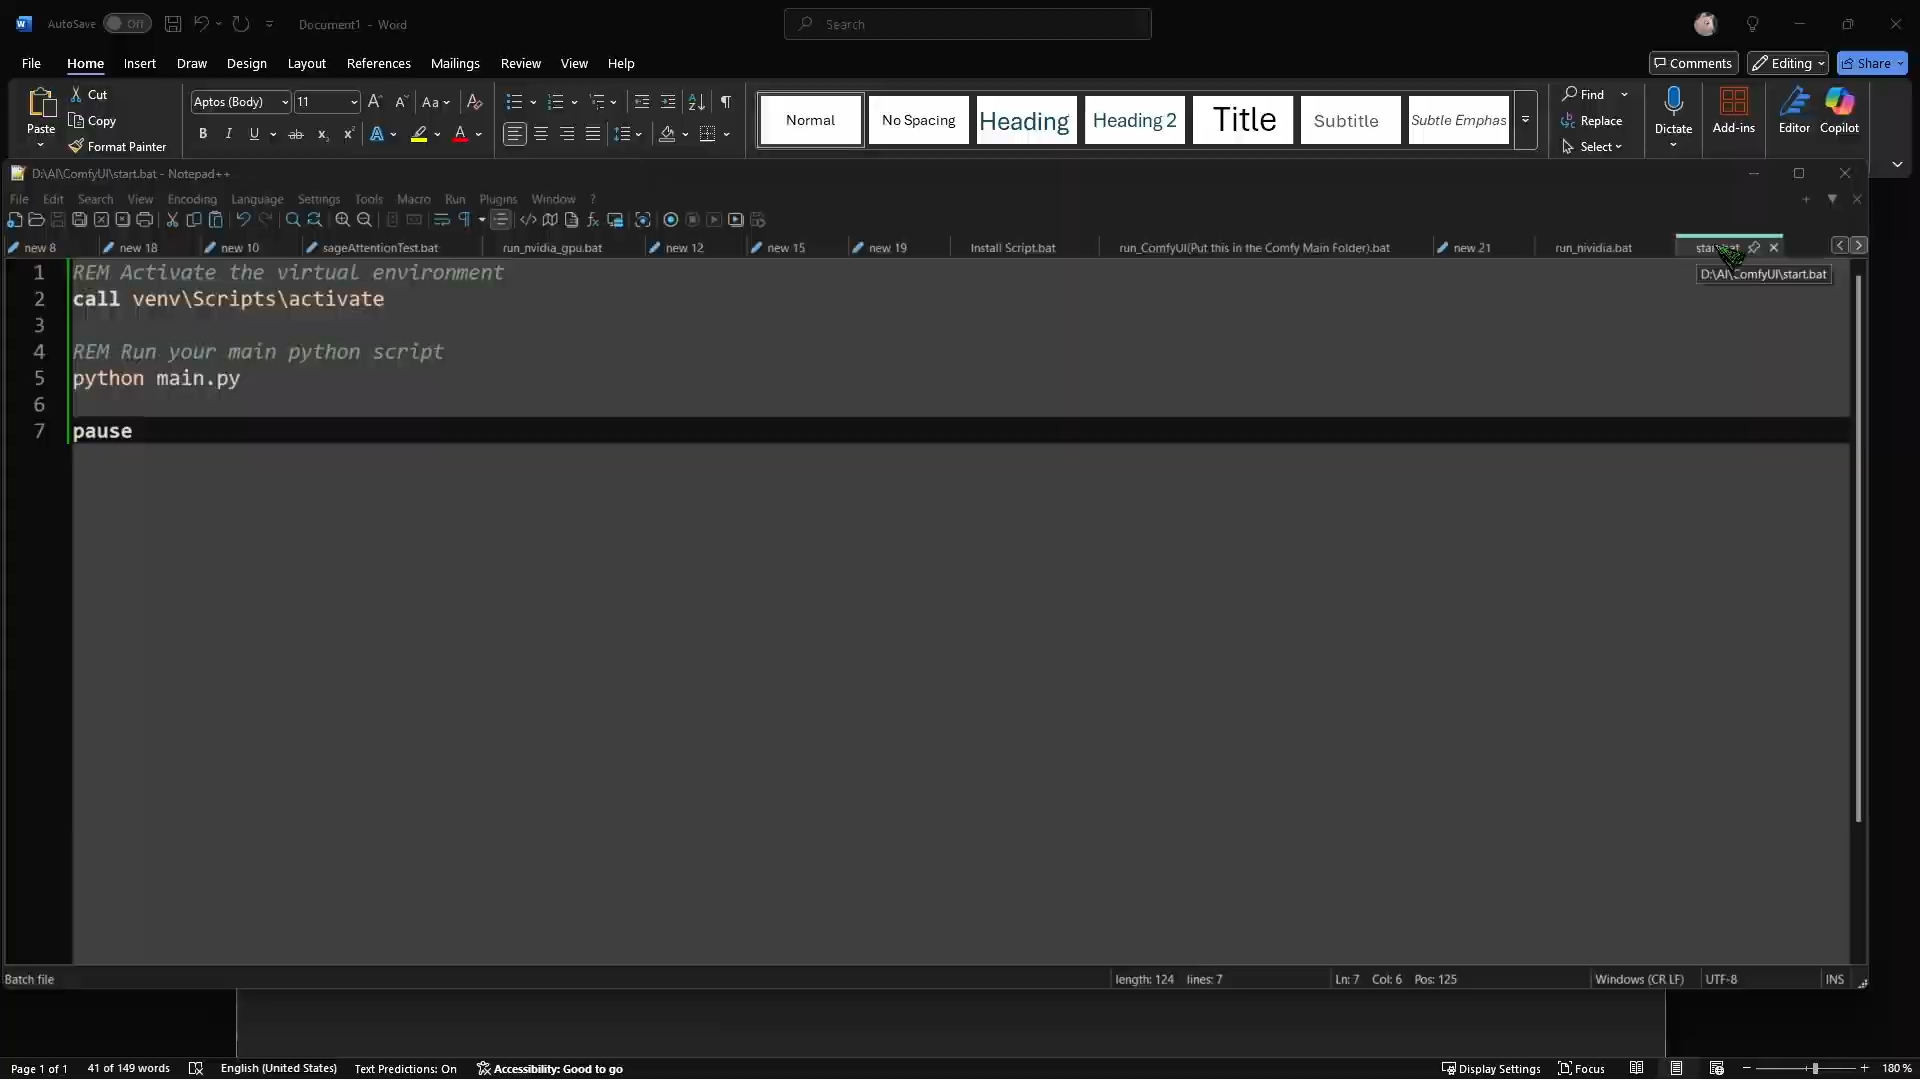 AutoSave Off Document1 - Word Search
File Home Insert Draw Design Layout References Mailings Review View Help Comments Editing Share
Paste Cut Copy Format Painter
Aptos (Body) 11 Aa
B I U ab x x A A
Normal No Spacing Heading Heading 2 Title Subtitle Subtle Emphas
Find Replace Select
Dictate Add-ins Editor Copilot
D:\AI\ComfyUI\start.bat - Notepad++
File Edit Search View Encoding Language Settings Tools Macro Run Plugins Window ?
new 8 new 18 new 10 sageAttentionTest.bat run_nvidia_gpu.bat new 12 new 15 new 19 Install Script.bat run_ComfyUI(Put this in the Comfy Main Folder).bat new 21 run_nividia.bat start.bat
D:\AI\ComfyUI\start.bat
1 REM Activate the virtual environment
2 call venv\Scripts\activate
3
4 REM Run your main python script
5 python main.py
6
7 pause
Batch file length: 124 lines: 7 Ln: 7 Col: 6 Pos: 125 Windows (CR LF) UTF-8 INS
Page 1 of 1 41 of 149 words English (United States) Text Predictions: On Accessibility: Good to go Display Settings Focus 180%